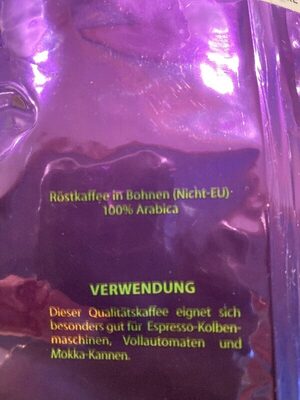 Röstkaffee in Bohnen (Nicht-EU)
100% Arabica
VERWENDUNG
Dieser Qualitätskaffee eignet sich
besonders gut für Espresso-Kolben-
maschinen, Vollautomaten und
Mokka-Kannen.